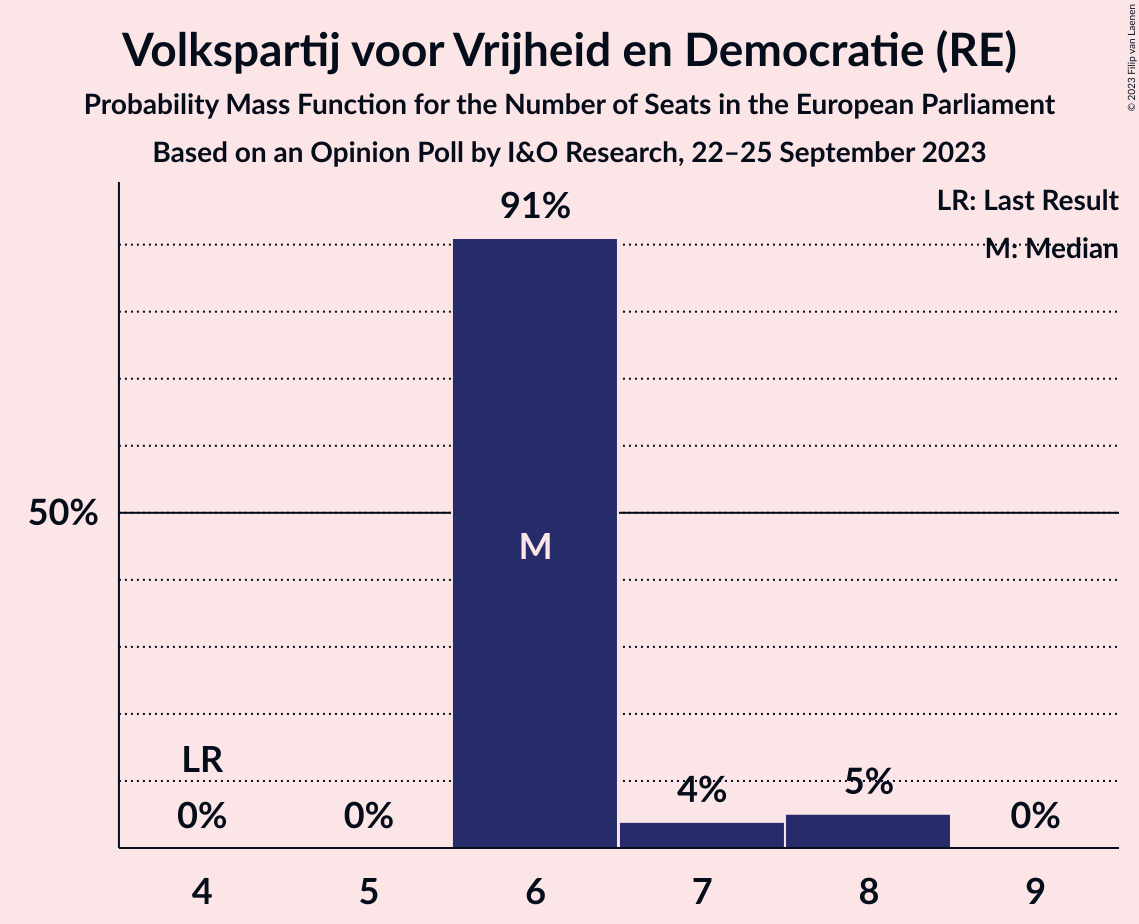 Volkspartij voor Vrijheid en Democratie (RE)
Probability Mass Function for the Number of Seats in the European Parliament
Based on an Opinion Poll by I&O Research, 22–25 September 2023
© 2023 Filip van Laenen
LR: Last Result
M: Median
91%
50%
M
LR
0%
0%
4%
5%
0%
4
5
6
7
8
9